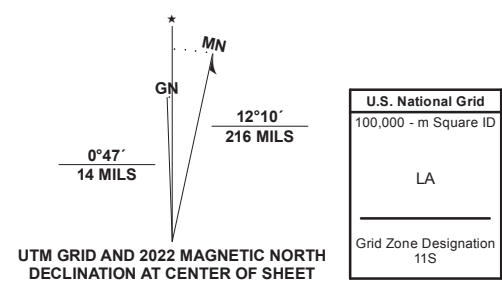 ★
MN
GN
12°10´
216 MILS
0°47´
14 MILS
UTM GRID AND 2022 MAGNETIC NORTH
DECLINATION AT CENTER OF SHEET
U.S. National Grid
100,000 - m Square ID
LA
Grid Zone Designation
11S